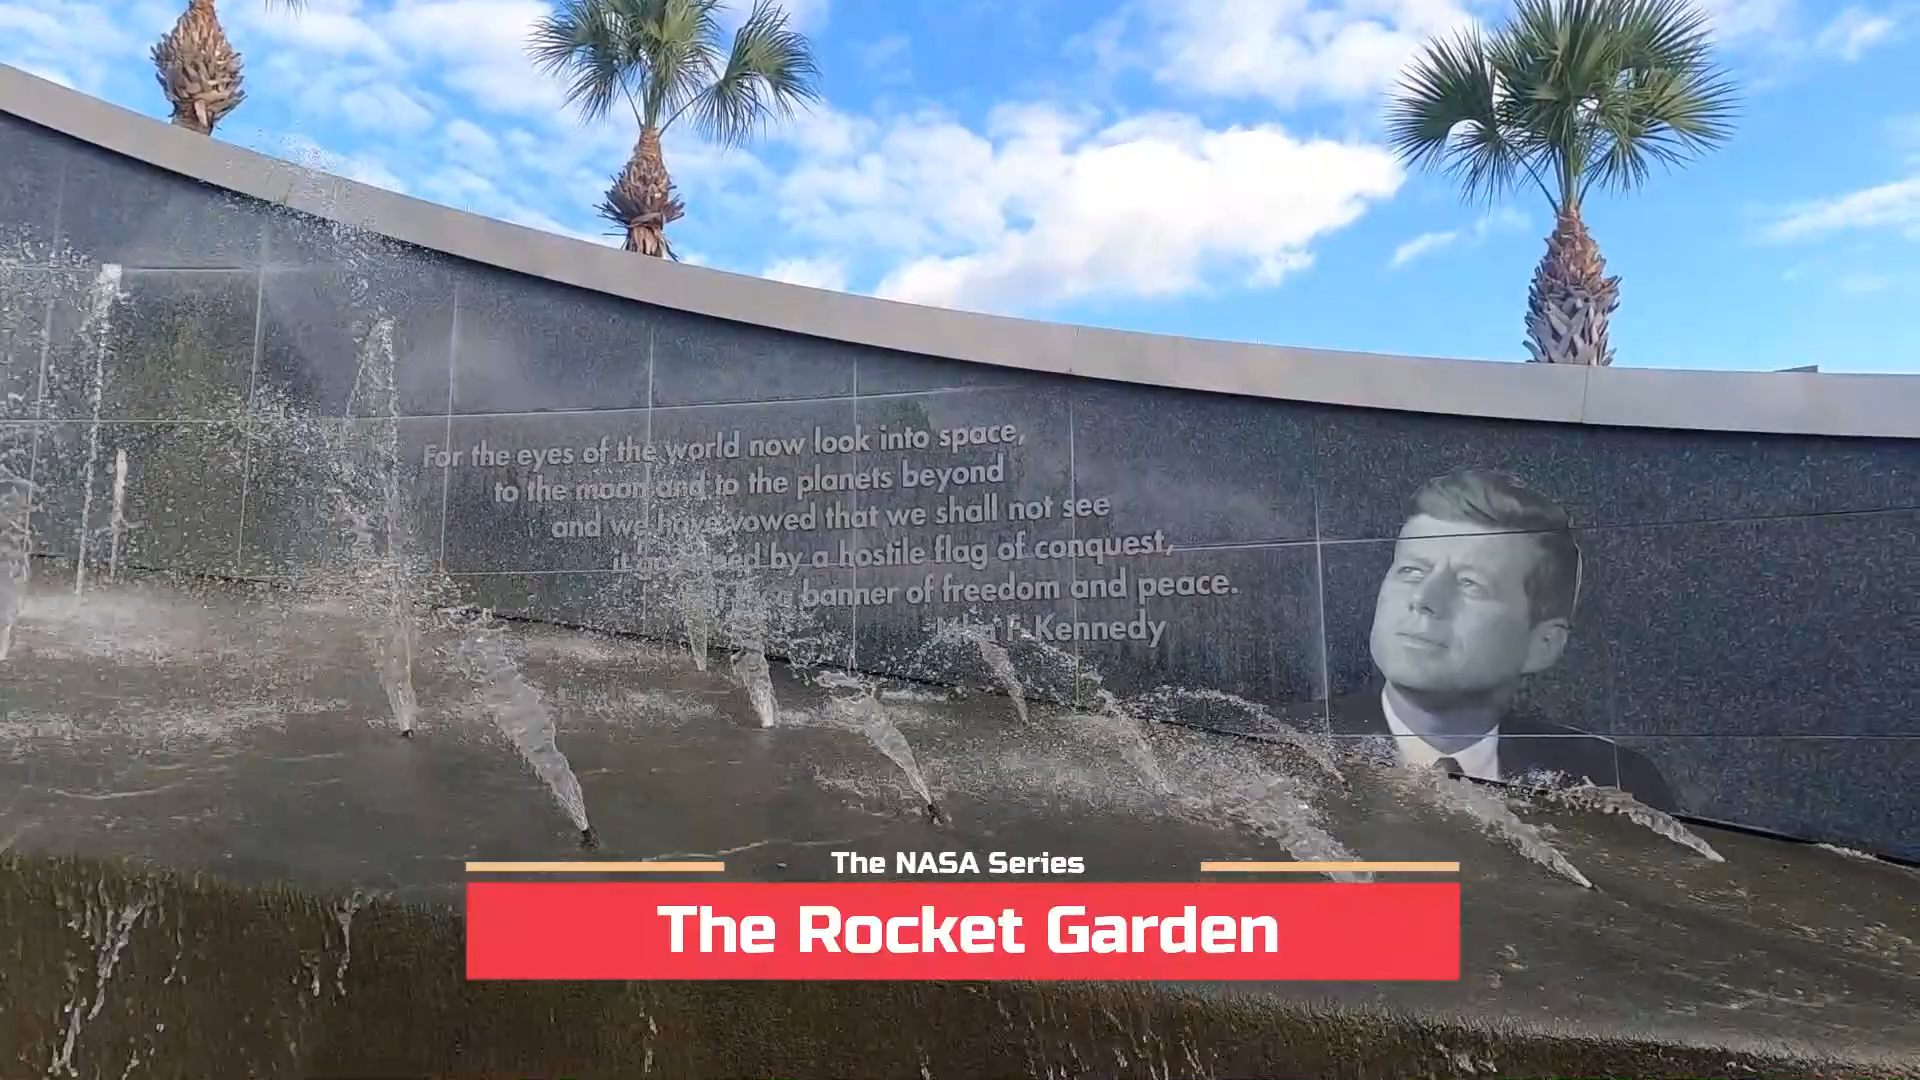 For the eyes of the world now look into space,
to the moon and to the planets beyond
and we have vowed that we shall not see
by a hostile flag of conquest,
banner of freedom and peace.
Kennedy
The NASA Series
The Rocket Garden